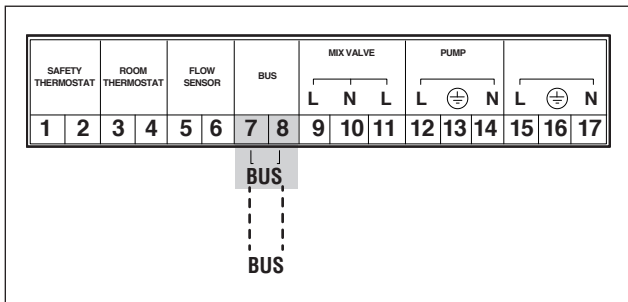 SAFETY THERMOSTAT ROOM THERMOSTAT FLOW SENSOR BUS MIX VALVE PUMP
L N L L N L N
1 2 3 4 5 6 7 8 9 10 11 12 13 14 15 16 17
BUS
BUS